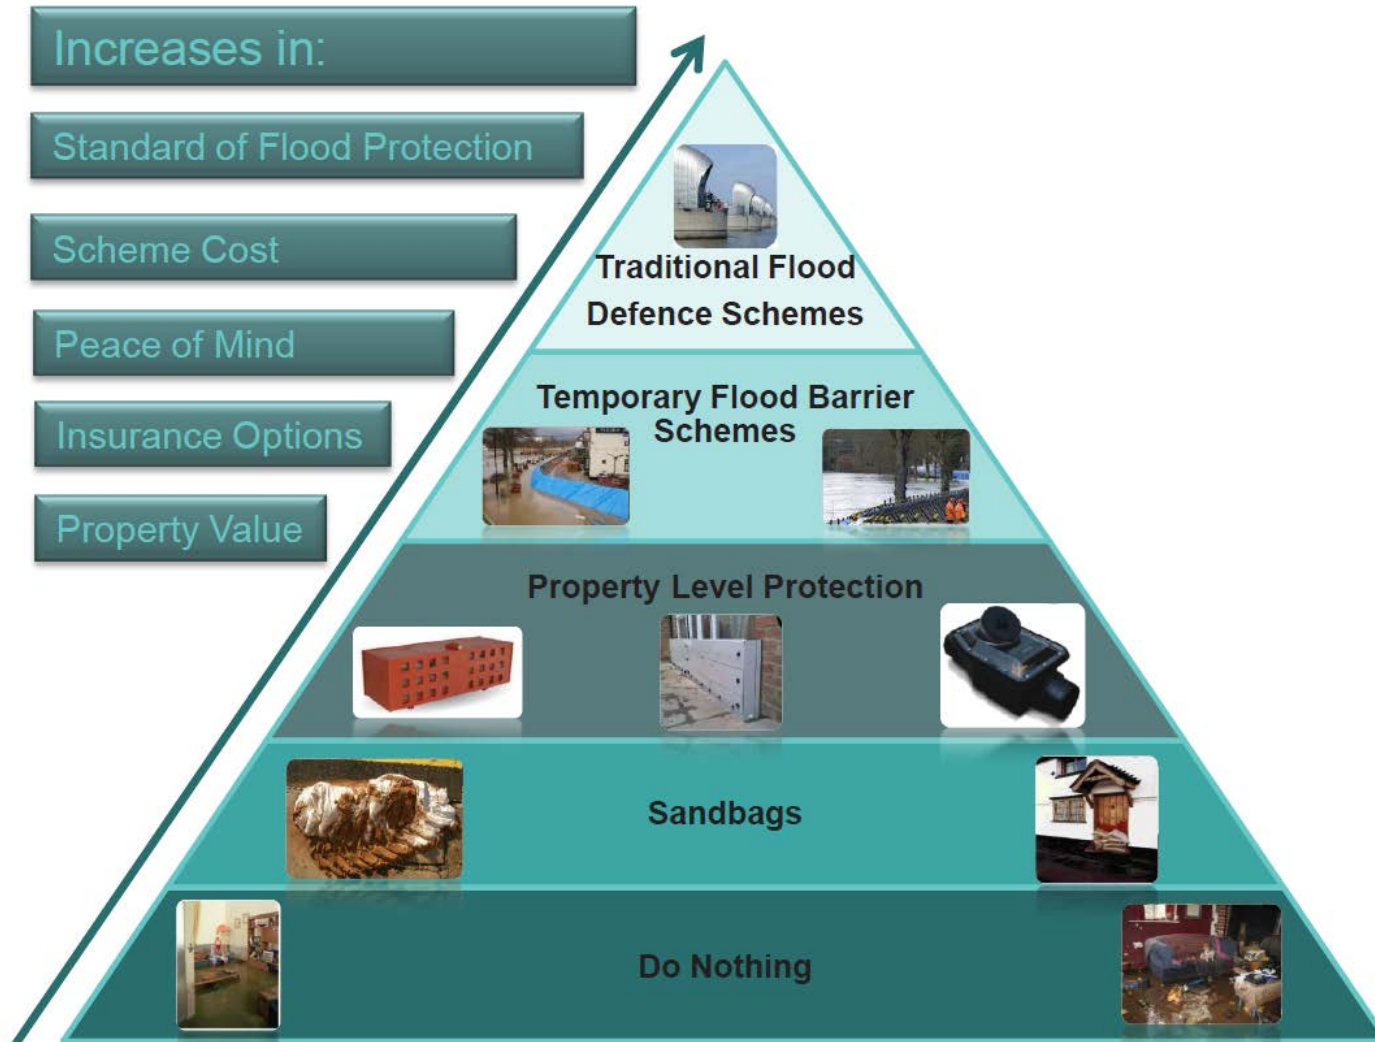 Increases in:
Standard of Flood Protection
Scheme Cost
Peace of Mind
Insurance Options
Property Value
Traditional Flood
Defence Schemes
Temporary Flood Barrier
Schemes
Property Level Protection
Sandbags
Do Nothing